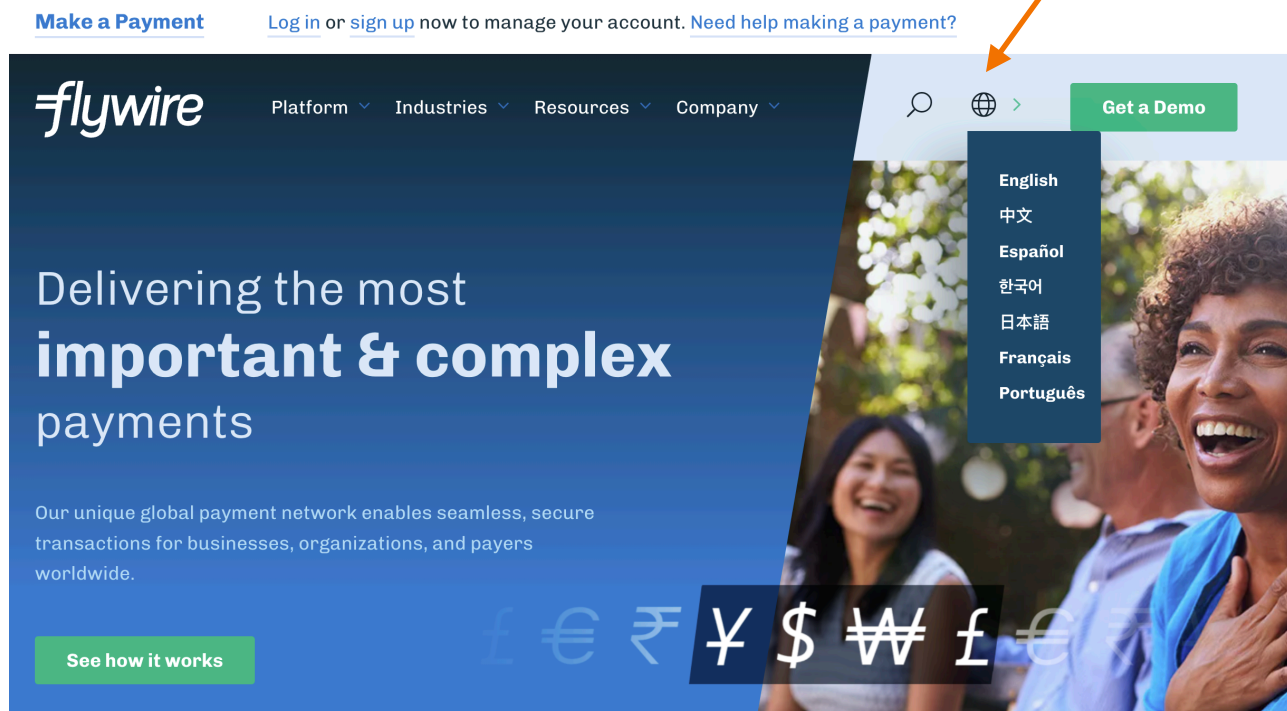 Make a Payment Log in or sign up now to manage your account. Need help making a payment?
flywire Platform Industries Resources Company Get a Demo
English
中文
Español
한국어
日本語
Français
Português
Delivering the most
important & complex
payments
Our unique global payment network enables seamless, secure
transactions for businesses, organizations, and payers
worldwide.
£ € ₹ ¥ $ ₩ £ € ₹
See how it works